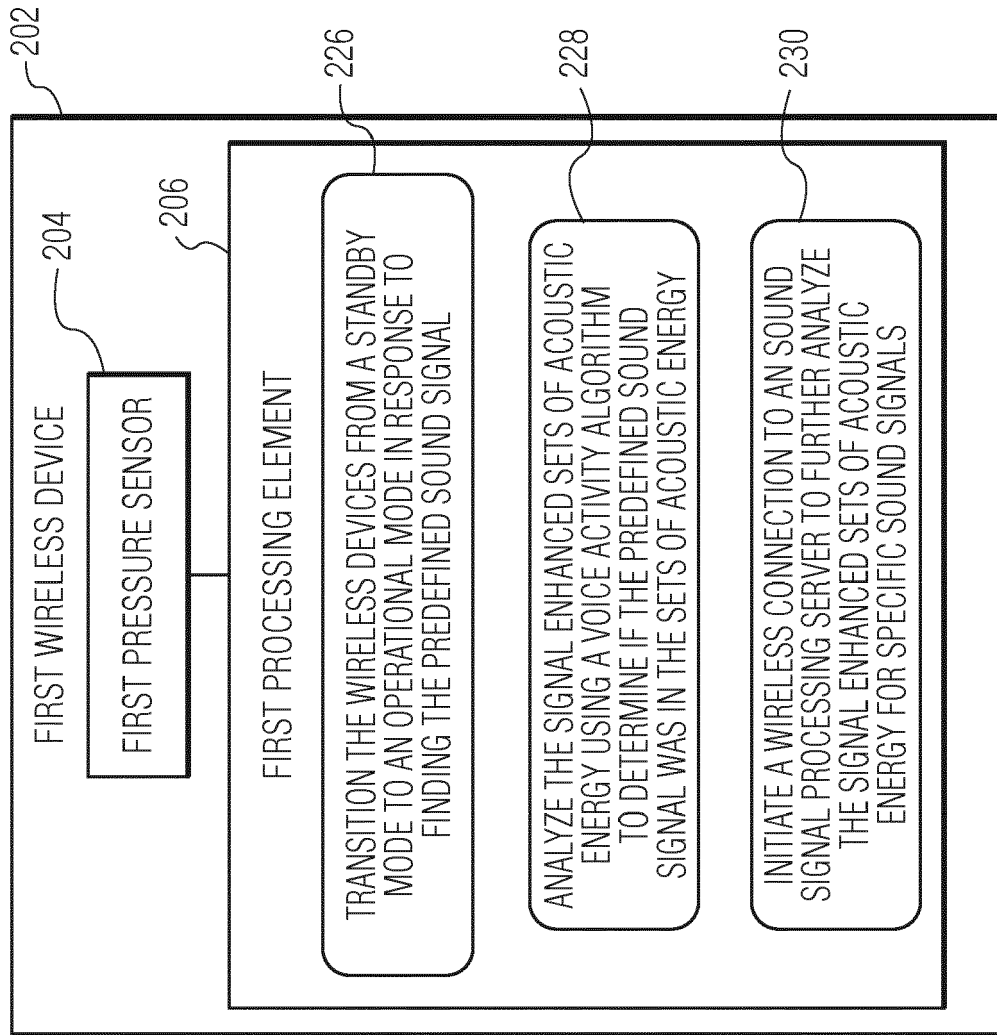 202
FIRST WIRELESS DEVICE
204
FIRST PRESSURE SENSOR
206
FIRST PROCESSING ELEMENT
226
TRANSITION THE WIRELESS DEVICES FROM A STANDBY
MODE TO AN OPERATIONAL MODE IN RESPONSE TO
FINDING THE PREDEFINED SOUND SIGNAL
228
ANALYZE THE SIGNAL ENHANCED SETS OF ACOUSTIC
ENERGY USING A VOICE ACTIVITY ALGORITHM
TO DETERMINE IF THE PREDEFINED SOUND
SIGNAL WAS IN THE SETS OF ACOUSTIC ENERGY
230
INITIATE A WIRELESS CONNECTION TO AN SOUND
SIGNAL PROCESSING SERVER TO FURTHER ANALYZE
THE SIGNAL ENHANCED SETS OF ACOUSTIC
ENERGY FOR SPECIFIC SOUND SIGNALS